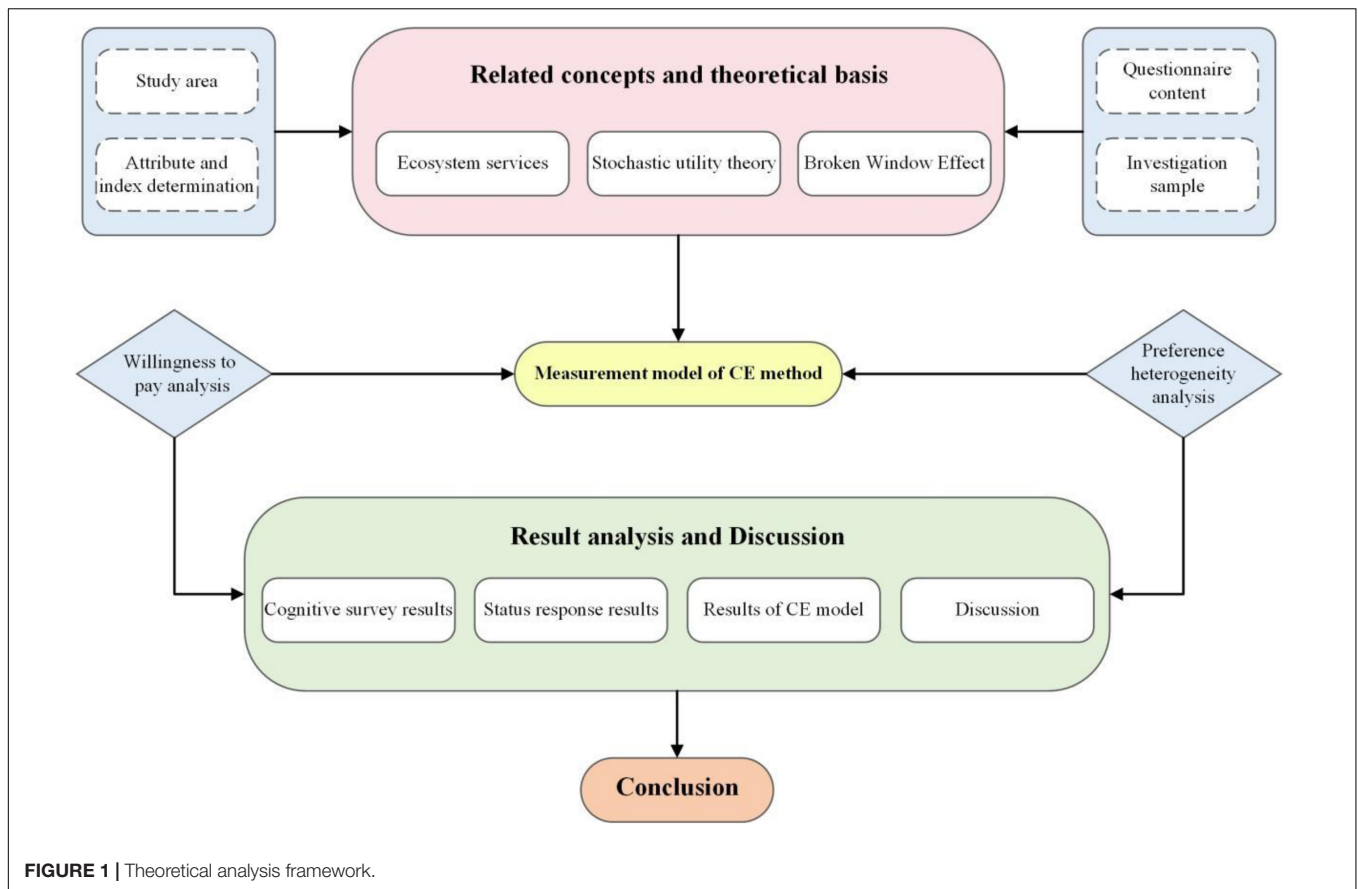 Study area
Attribute and
index determination
Related concepts and theoretical basis
Ecosystem services
Stochastic utility theory
Broken Window Effect
Questionnaire
content
Investigation
sample
Willingness to
pay analysis
Measurement model of CE method
Preference
heterogeneity
analysis
Result analysis and Discussion
Cognitive survey results
Status response results
Results of CE model
Discussion
Conclusion
FIGURE 1 | Theoretical analysis framework.